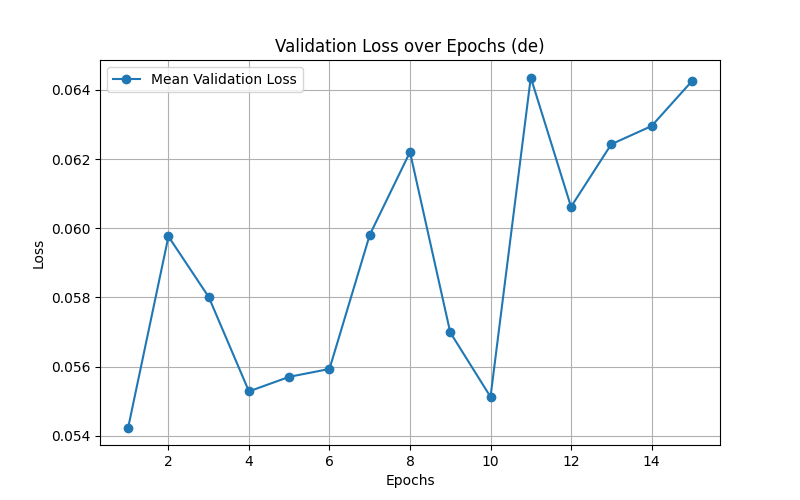 Validation Loss over Epochs (de)
Mean Validation Loss
0.064
0.062
0.060
0.058
0.056
0.054
Loss
2 4 6 8 10 12 14
Epochs